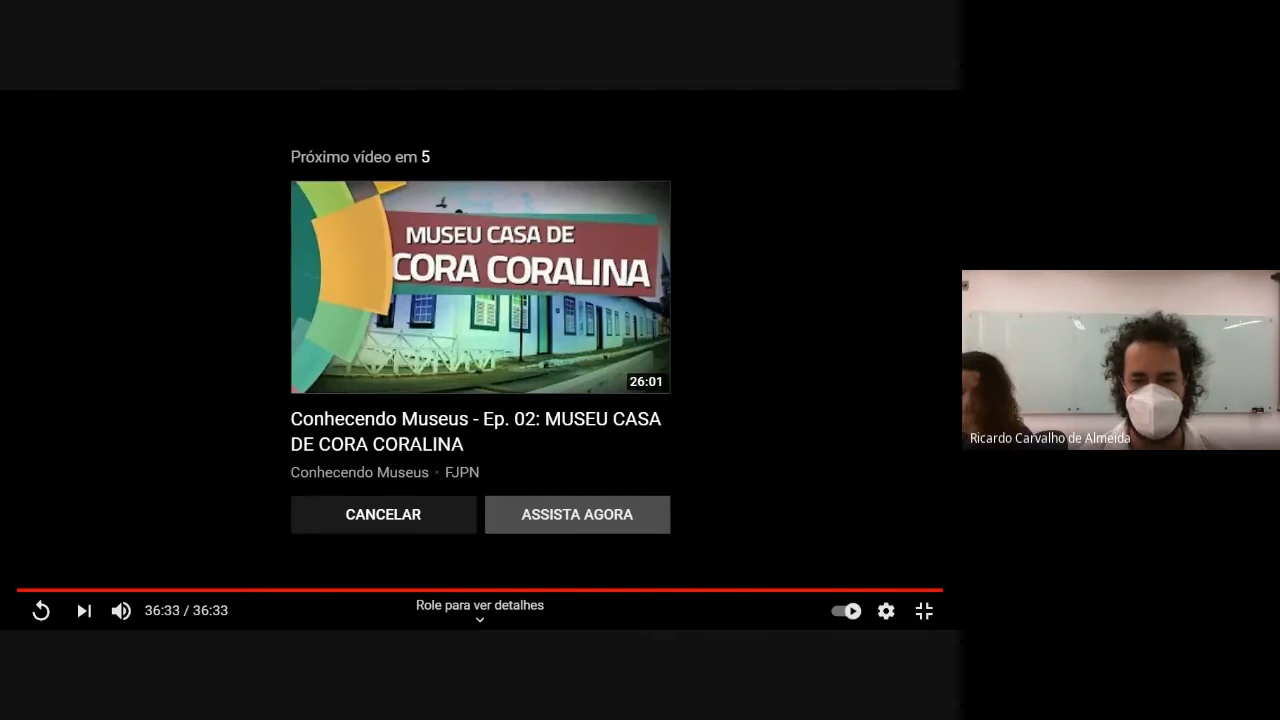 Próximo vídeo em 5
MUSEU CASA DE
CORA CORALINA
26:01
Conhecendo Museus - Ep. 02: MUSEU CASA
DE CORA CORALINA
Conhecendo Museus • FJPN
CANCELAR
ASSISTA AGORA
36:33 / 36:33
Role para ver detalhes
Ricardo Carvalho de Almeida